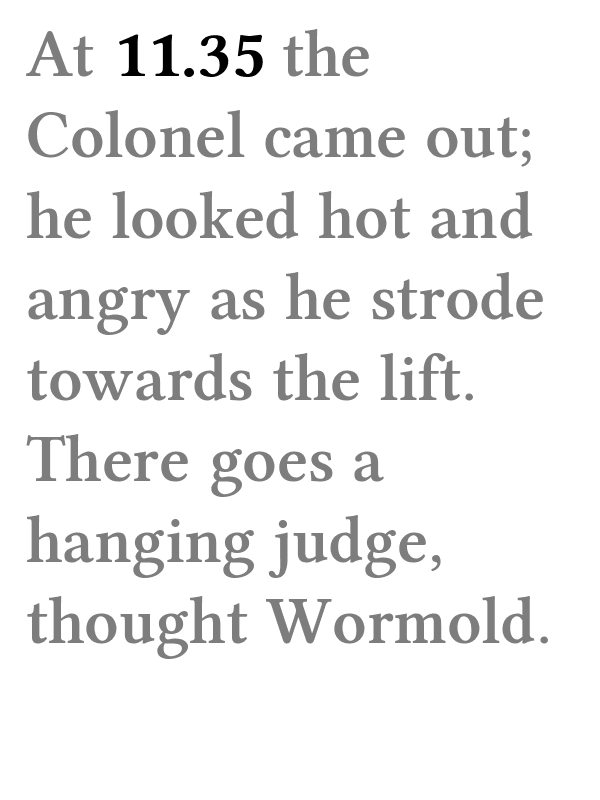 At 11.35 the
Colonel came out;
he looked hot and
angry as he strode
towards the lift.
There goes a
hanging judge,
thought Wormold.